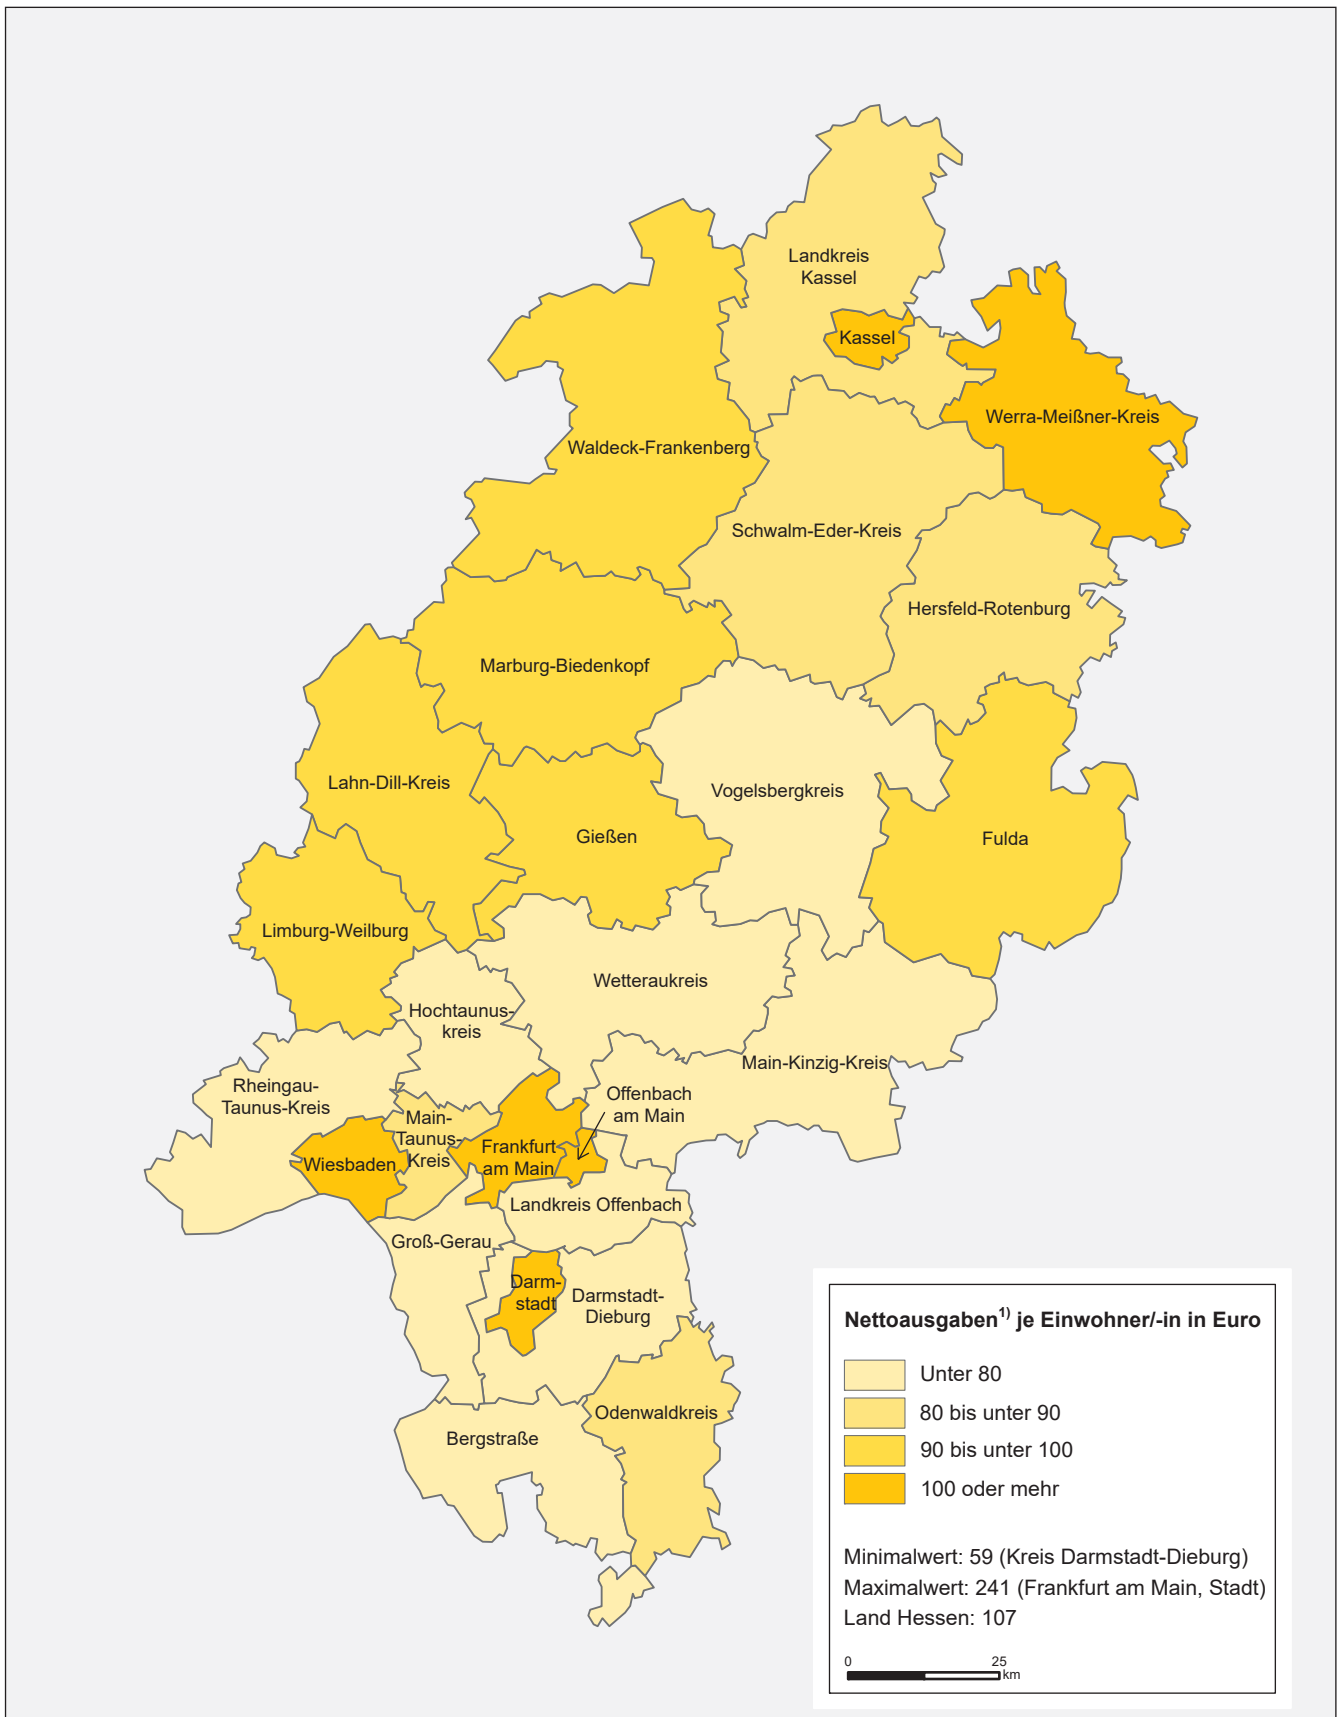 Landkreis
Kassel
Kassel
Werra-Meißner-Kreis
Waldeck-Frankenberg
Schwalm-Eder-Kreis
Hersfeld-Rotenburg
Marburg-Biedenkopf
Lahn-Dill-Kreis
Vogelsbergkreis
Gießen
Fulda
Limburg-Weilburg
Wetteraukreis
Hochtaunus-
kreis
Main-Kinzig-Kreis
Rheingau-
Taunus-Kreis
Offenbach
am Main
Main-
Taunus-
Kreis
Frankfurt
am Main
Wiesbaden
Landkreis Offenbach
Groß-Gerau
Darm-
stadt
Darmstadt-
Dieburg
Odenwaldkreis
Bergstraße
Nettoausgaben1) je Einwohner/-in in Euro
Unter 80
80 bis unter 90
90 bis unter 100
100 oder mehr
Minimalwert: 59 (Kreis Darmstadt-Dieburg)
Maximalwert: 241 (Frankfurt am Main, Stadt)
Land Hessen: 107
0 25
km